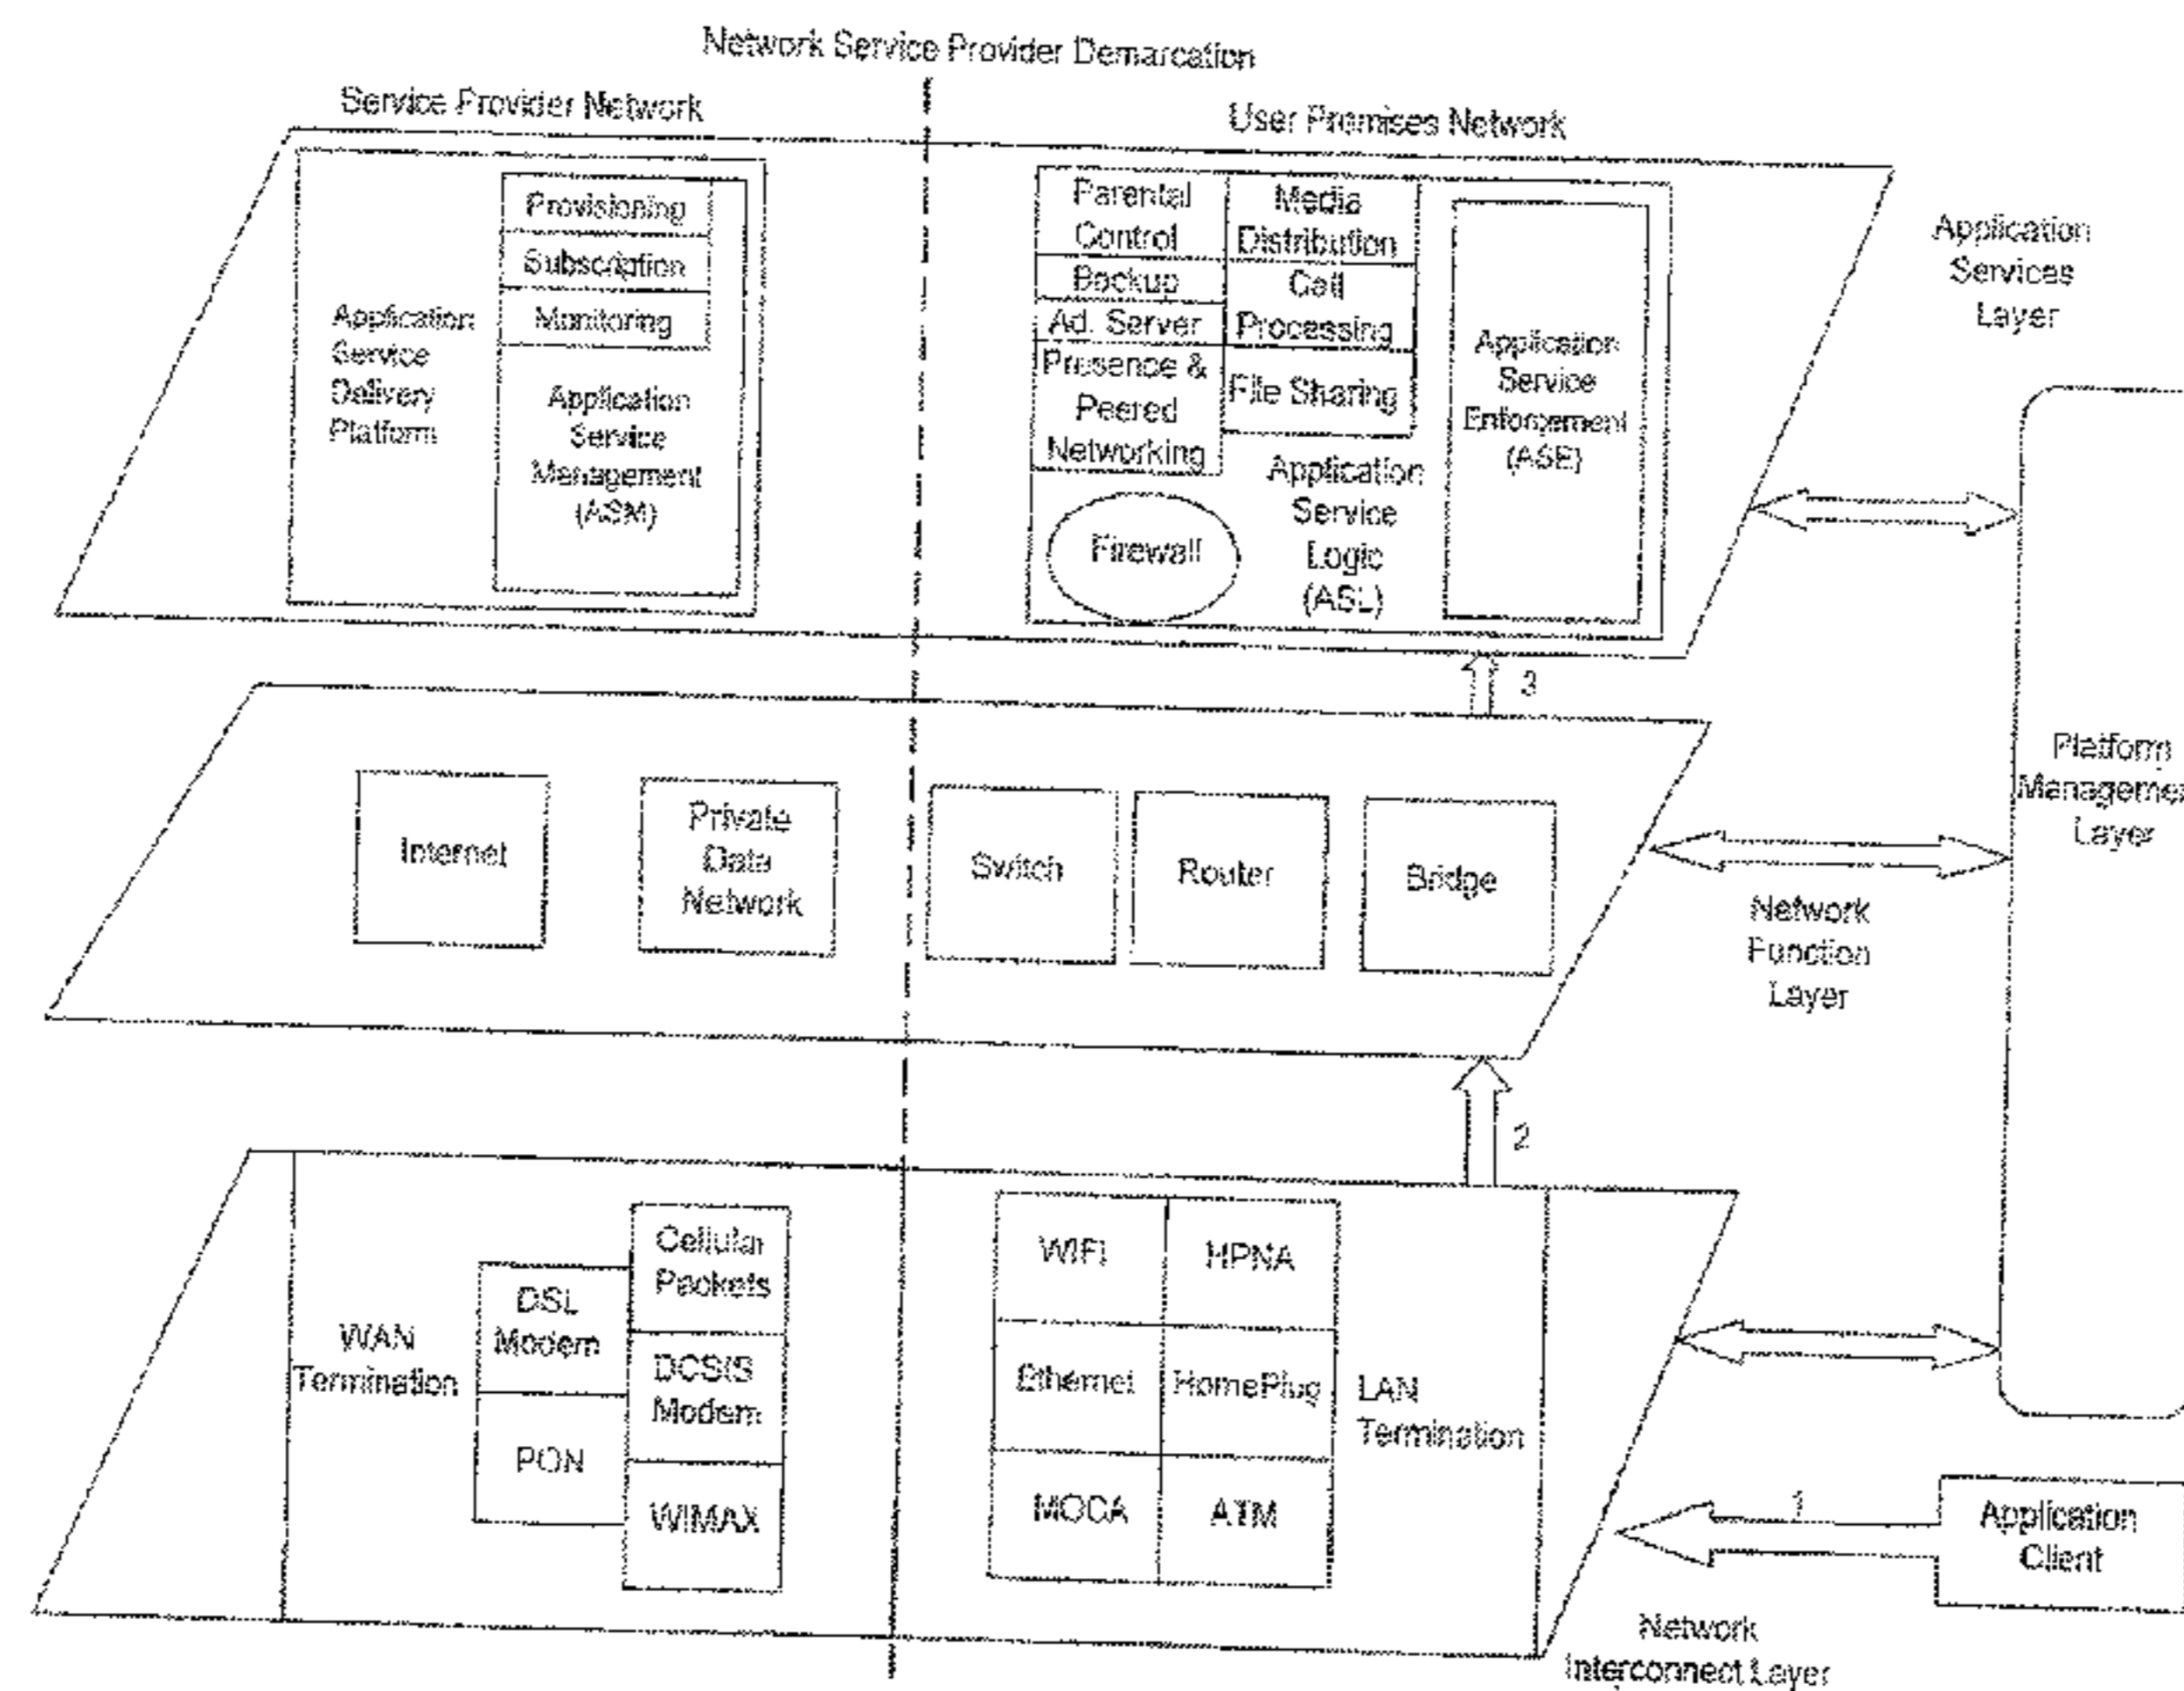 Network Service Provider Demarcation
Service Provider Network
User Premises Network
Provisioning
Subscription
Monitoring
Application
Service
Delivery
Platform
Application
Service
Management
(ASM)
Parental
Control
Backup
Ad. Server
Presence &
Peered
Networking
Media
Distribution
Call
Processing
File Sharing
Firewall
Application
Service
Logic
(ASL)
Application
Service
Enforcement
(ASE)
Application
Services
Layer
3
Internet
Private
Data
Network
Switch
Router
Bridge
Network
Function
Layer
Platform
Manageme
Layer
2
WAN
Termination
DSL
Modem
PON
Cellular
Packets
DCSIS
Modem
WIMAX
WIFI
HPNA
Ethernet
HomePlug
MOCA
ATM
LAN
Termination
1
Application
Client
Network
Interconnect Layer